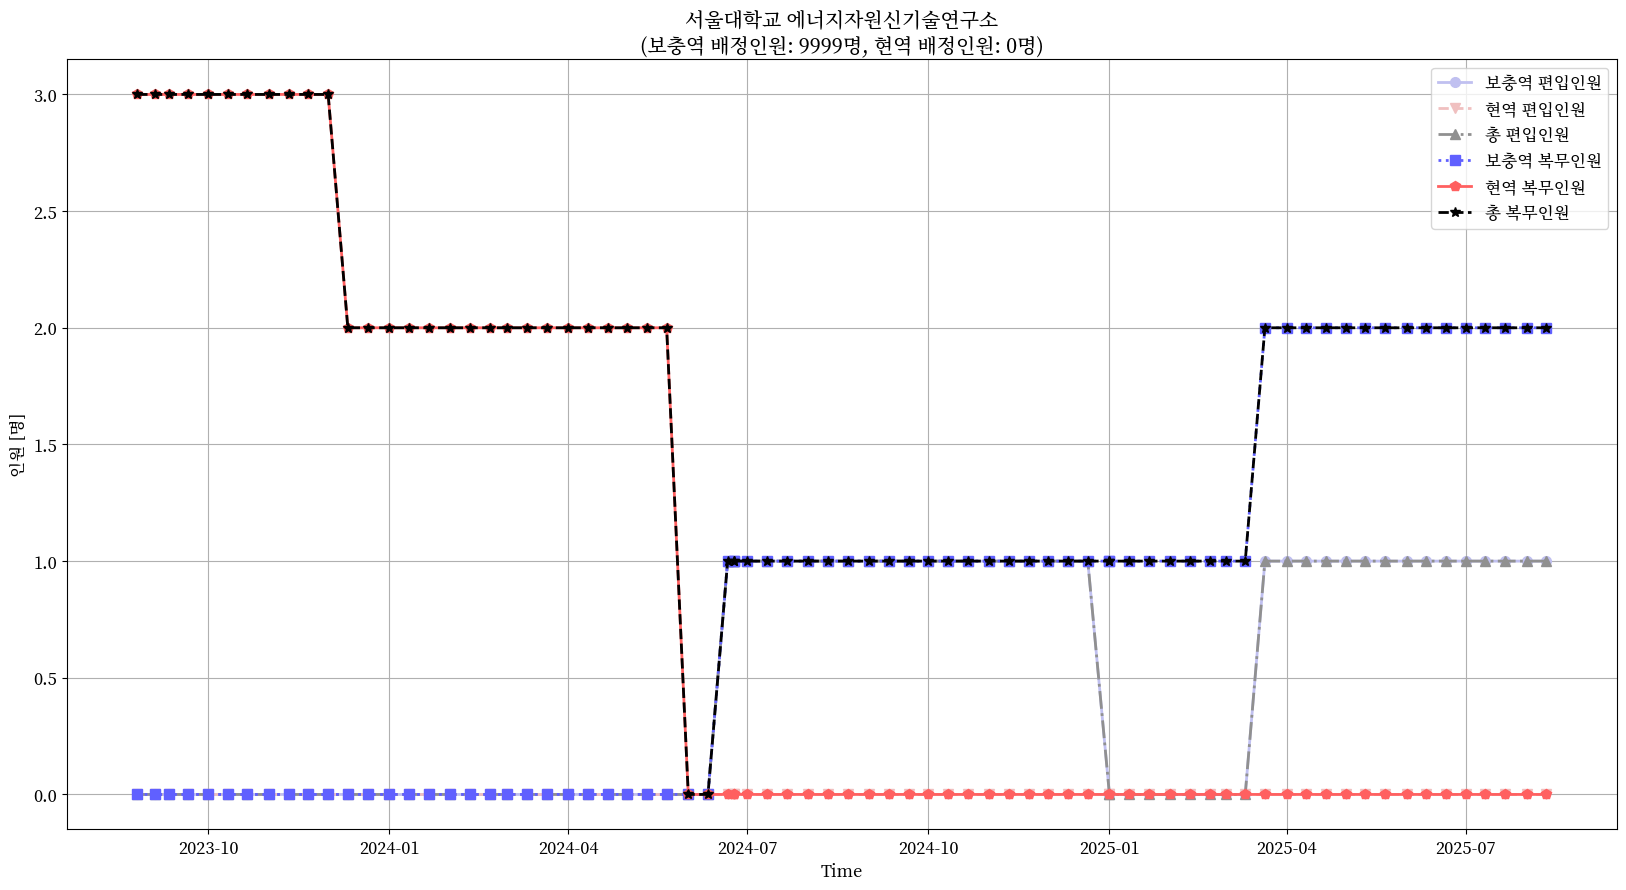 서울대학교 에너지자원신기술연구소
(보충역 배정인원: 9999명, 현역 배정인원: 0명)
보충역 편입인원
현역 편입인원
총 편입인원
보충역 복무인원
현역 복무인원
총 복무인원
인원 [명]
3.0
2.5
2.0
1.5
1.0
0.5
0.0
2023-10
2024-01
2024-04
2024-07
2024-10
2025-01
2025-04
2025-07
Time